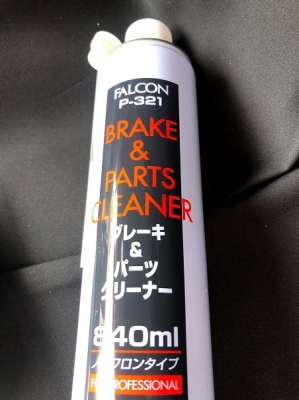 FALCON
P-321
BRAKE
&
PARTS
CLEANER
ブレーキ
&
パーツ
クリーナー
840ml
ノンフロンタイプ
FOR PROFESSIONAL